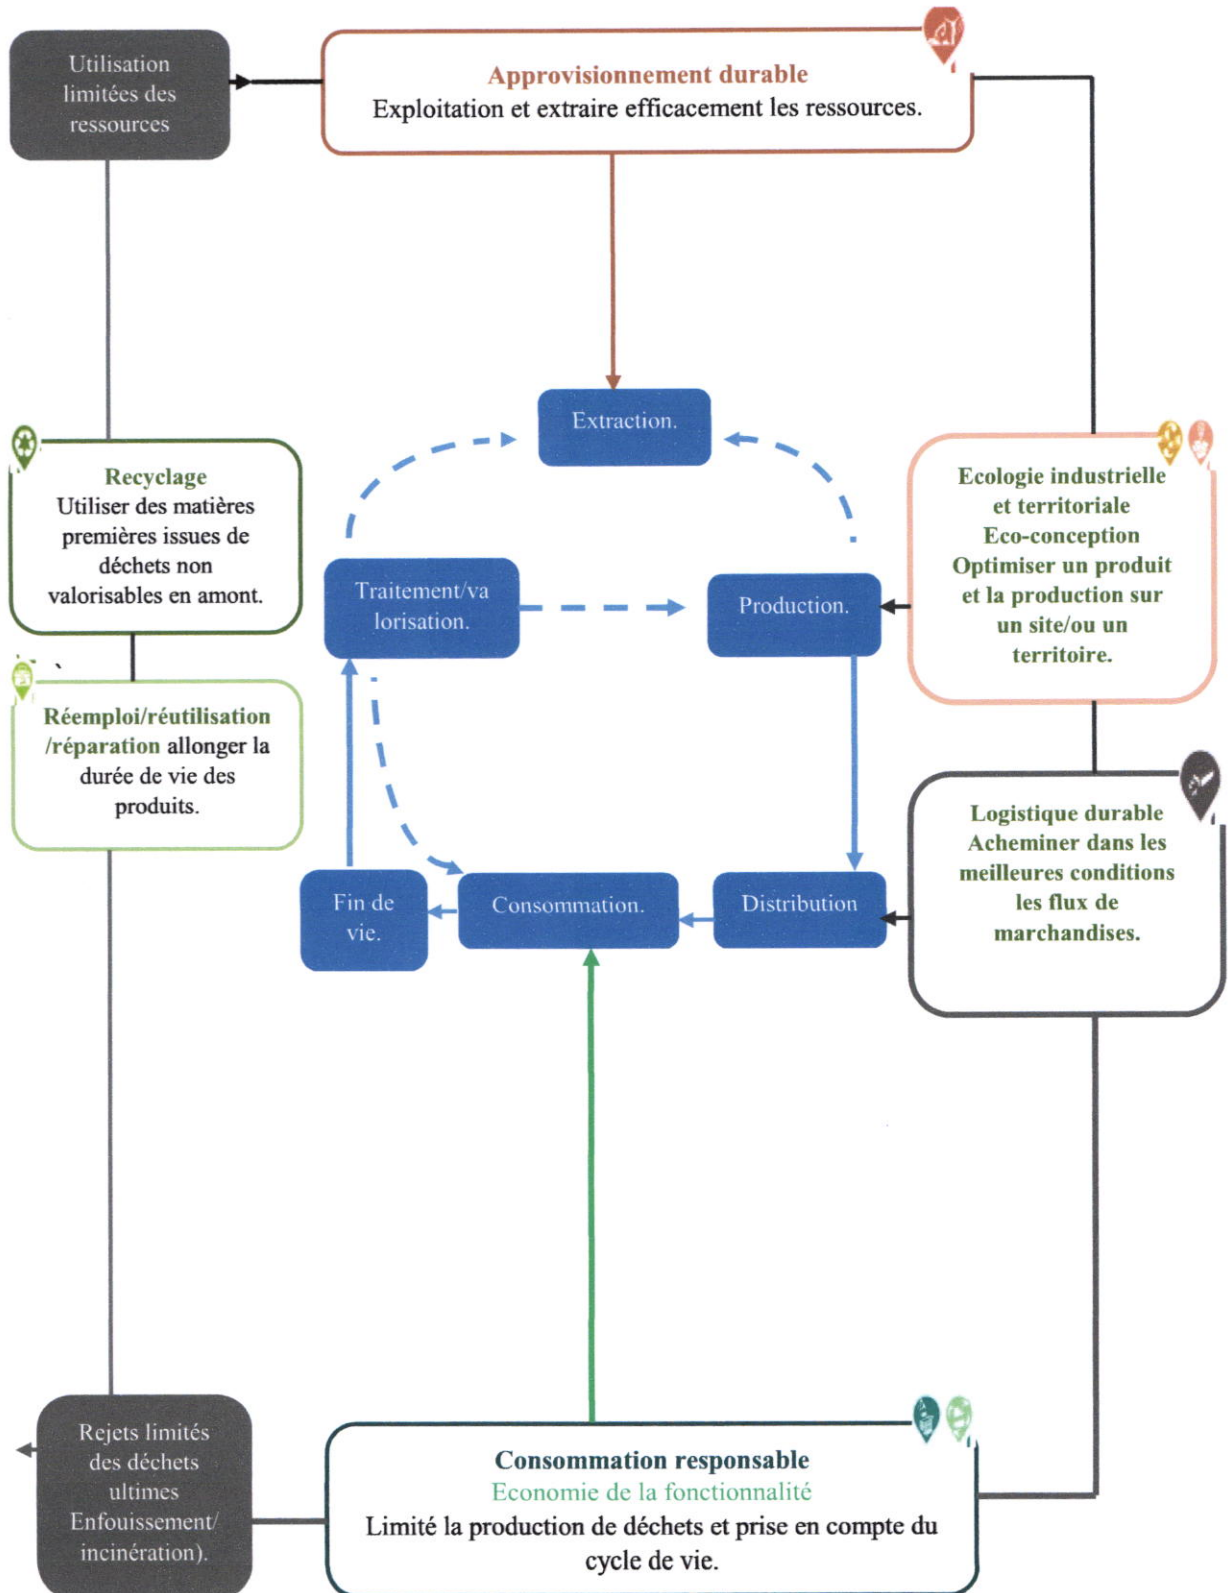 Utilisation
limitées des
ressources
Approvisionnement durable
Exploitation et extraire efficacement les ressources.
Extraction.
Recyclage
Utiliser des matières
premières issues de
déchets non
valorisables en amont.
Ecologie industrielle
et territoriale
Eco-conception
Optimiser un produit
et la production sur
un site/ou un
territoire.
Traitement/va
lorisation.
Production.
Réemploi/réutilisation
/réparation allonger la
durée de vie des
produits.
Logistique durable
Acheminer dans les
meilleures conditions
les flux de
marchandises.
Fin de
vie.
Consommation.
Distribution
Rejets limités
des déchets
ultimes
Enfouissement/
incinération).
Consommation responsable
Economie de la fonctionnalité
Limité la production de déchets et prise en compte du
cycle de vie.